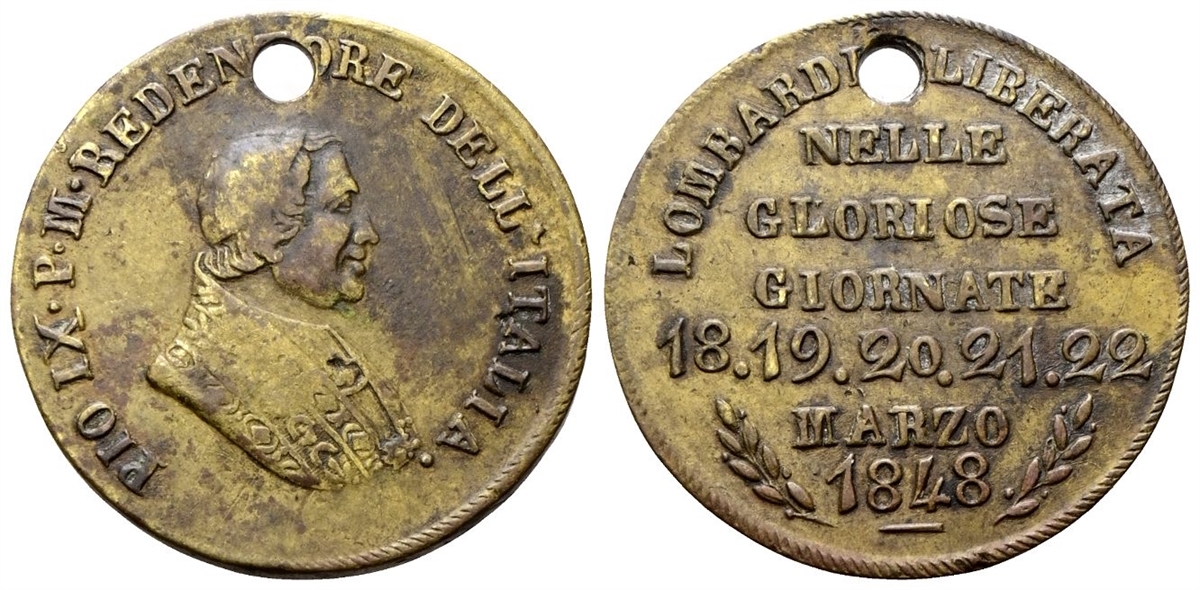 PIO IX · P · M · REDENTORE DELL' ITALIA ·
LOMBARDIA LIBERATA
NELLE
GLORIOSE
GIORNATE
18.19.20.21.22
MARZO
1848